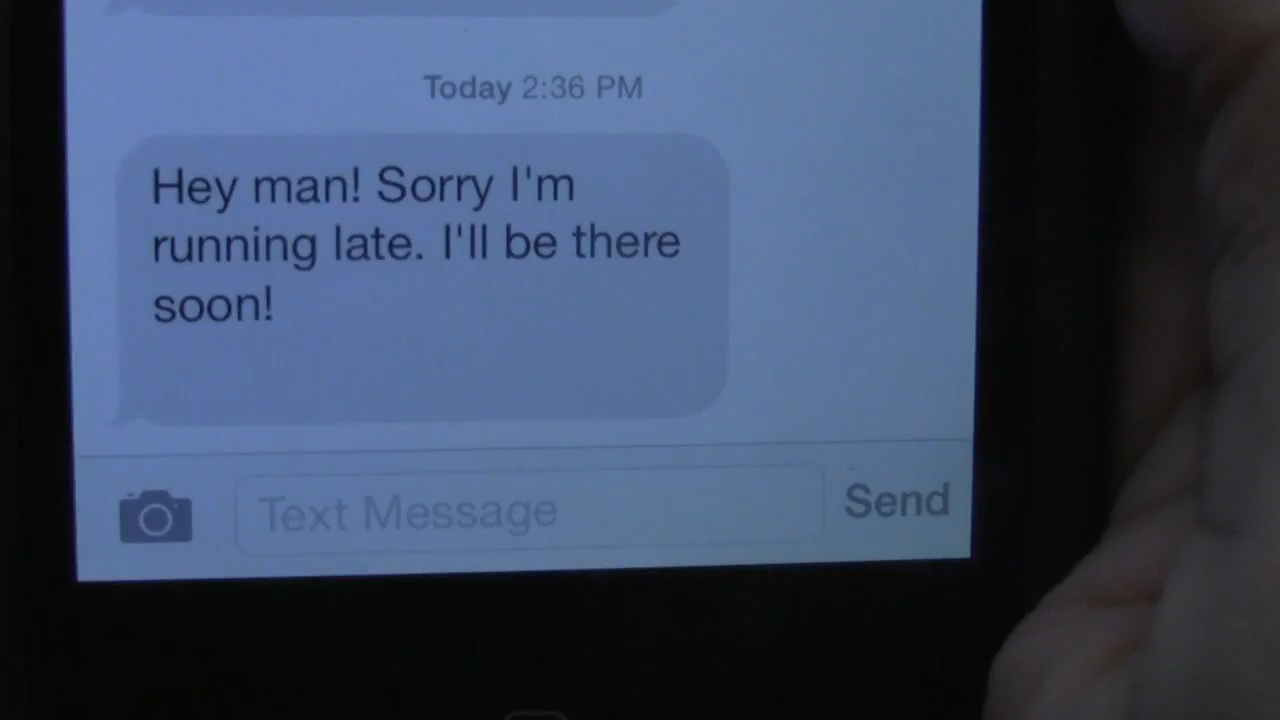 Today 2:36 PM
Hey man! Sorry I'm
running late. I'll be there
soon!
Text Message
Send